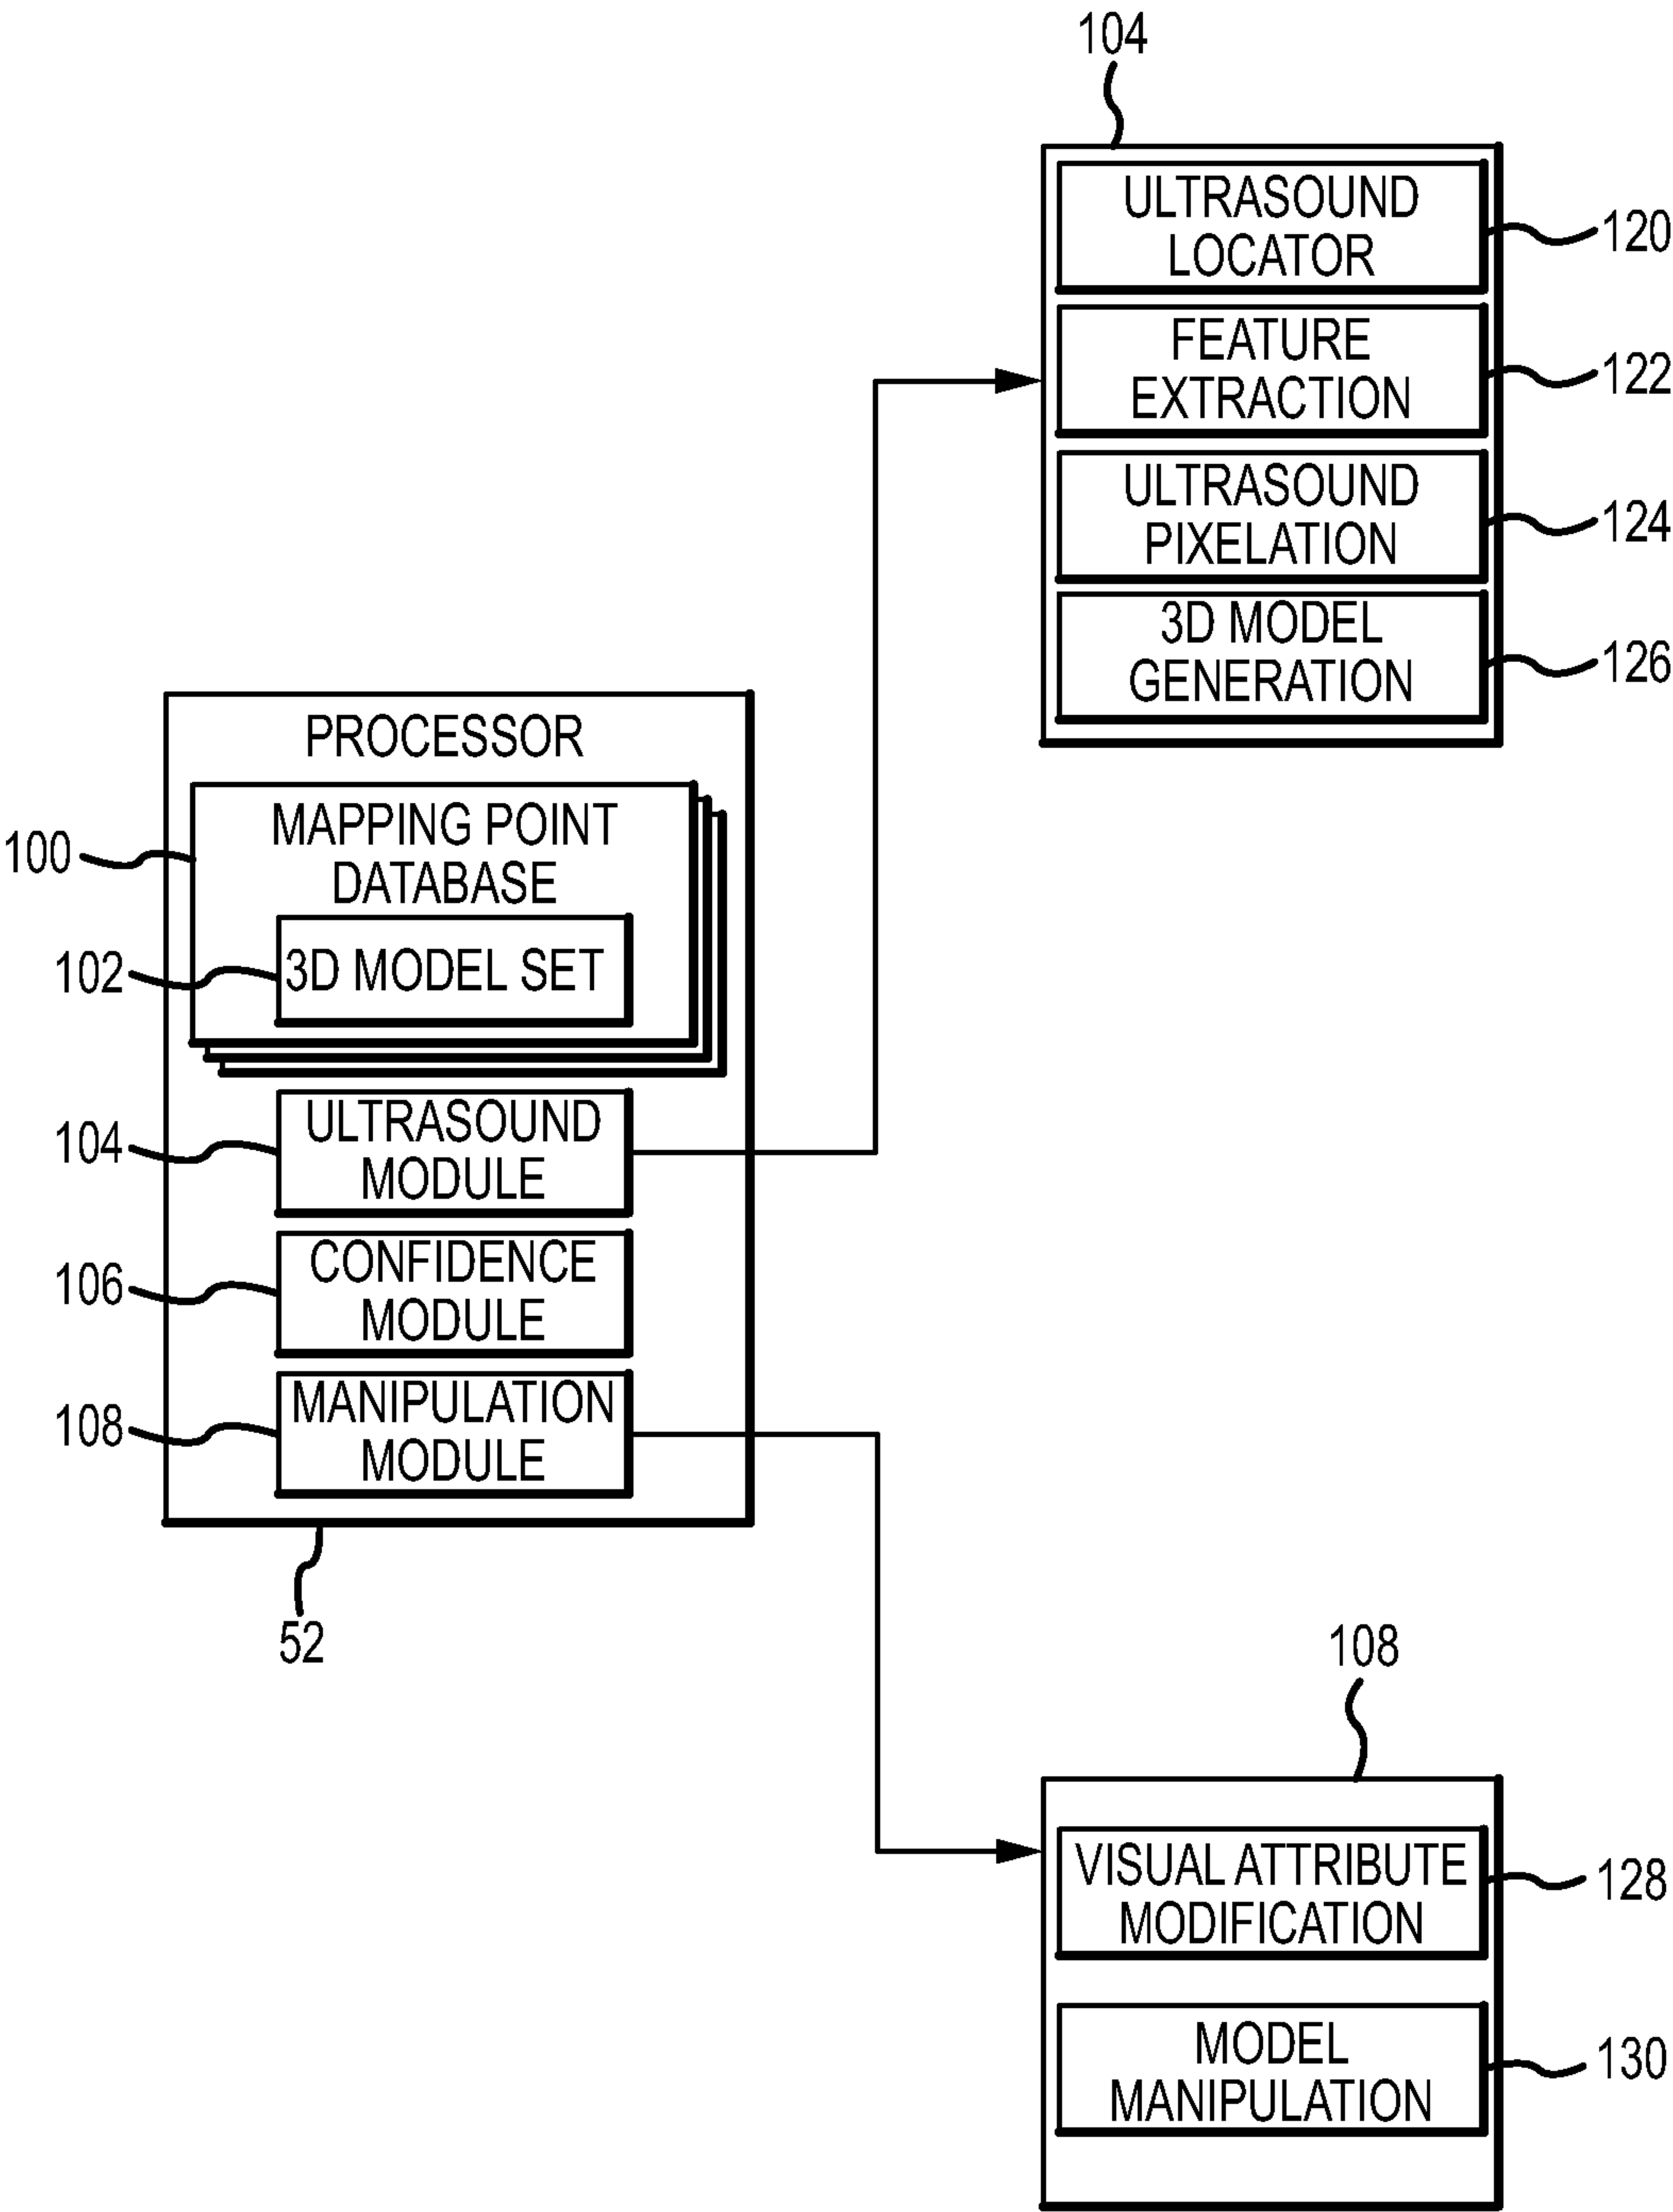 104
ULTRASOUND
LOCATOR
120
FEATURE
EXTRACTION
122
ULTRASOUND
PIXELATION
124
3D MODEL
GENERATION
126
PROCESSOR
MAPPING POINT
DATABASE
100
3D MODEL SET
102
ULTRASOUND
MODULE
104
CONFIDENCE
MODULE
106
MANIPULATION
MODULE
108
52
108
VISUAL ATTRIBUTE
MODIFICATION
128
MODEL
MANIPULATION
130